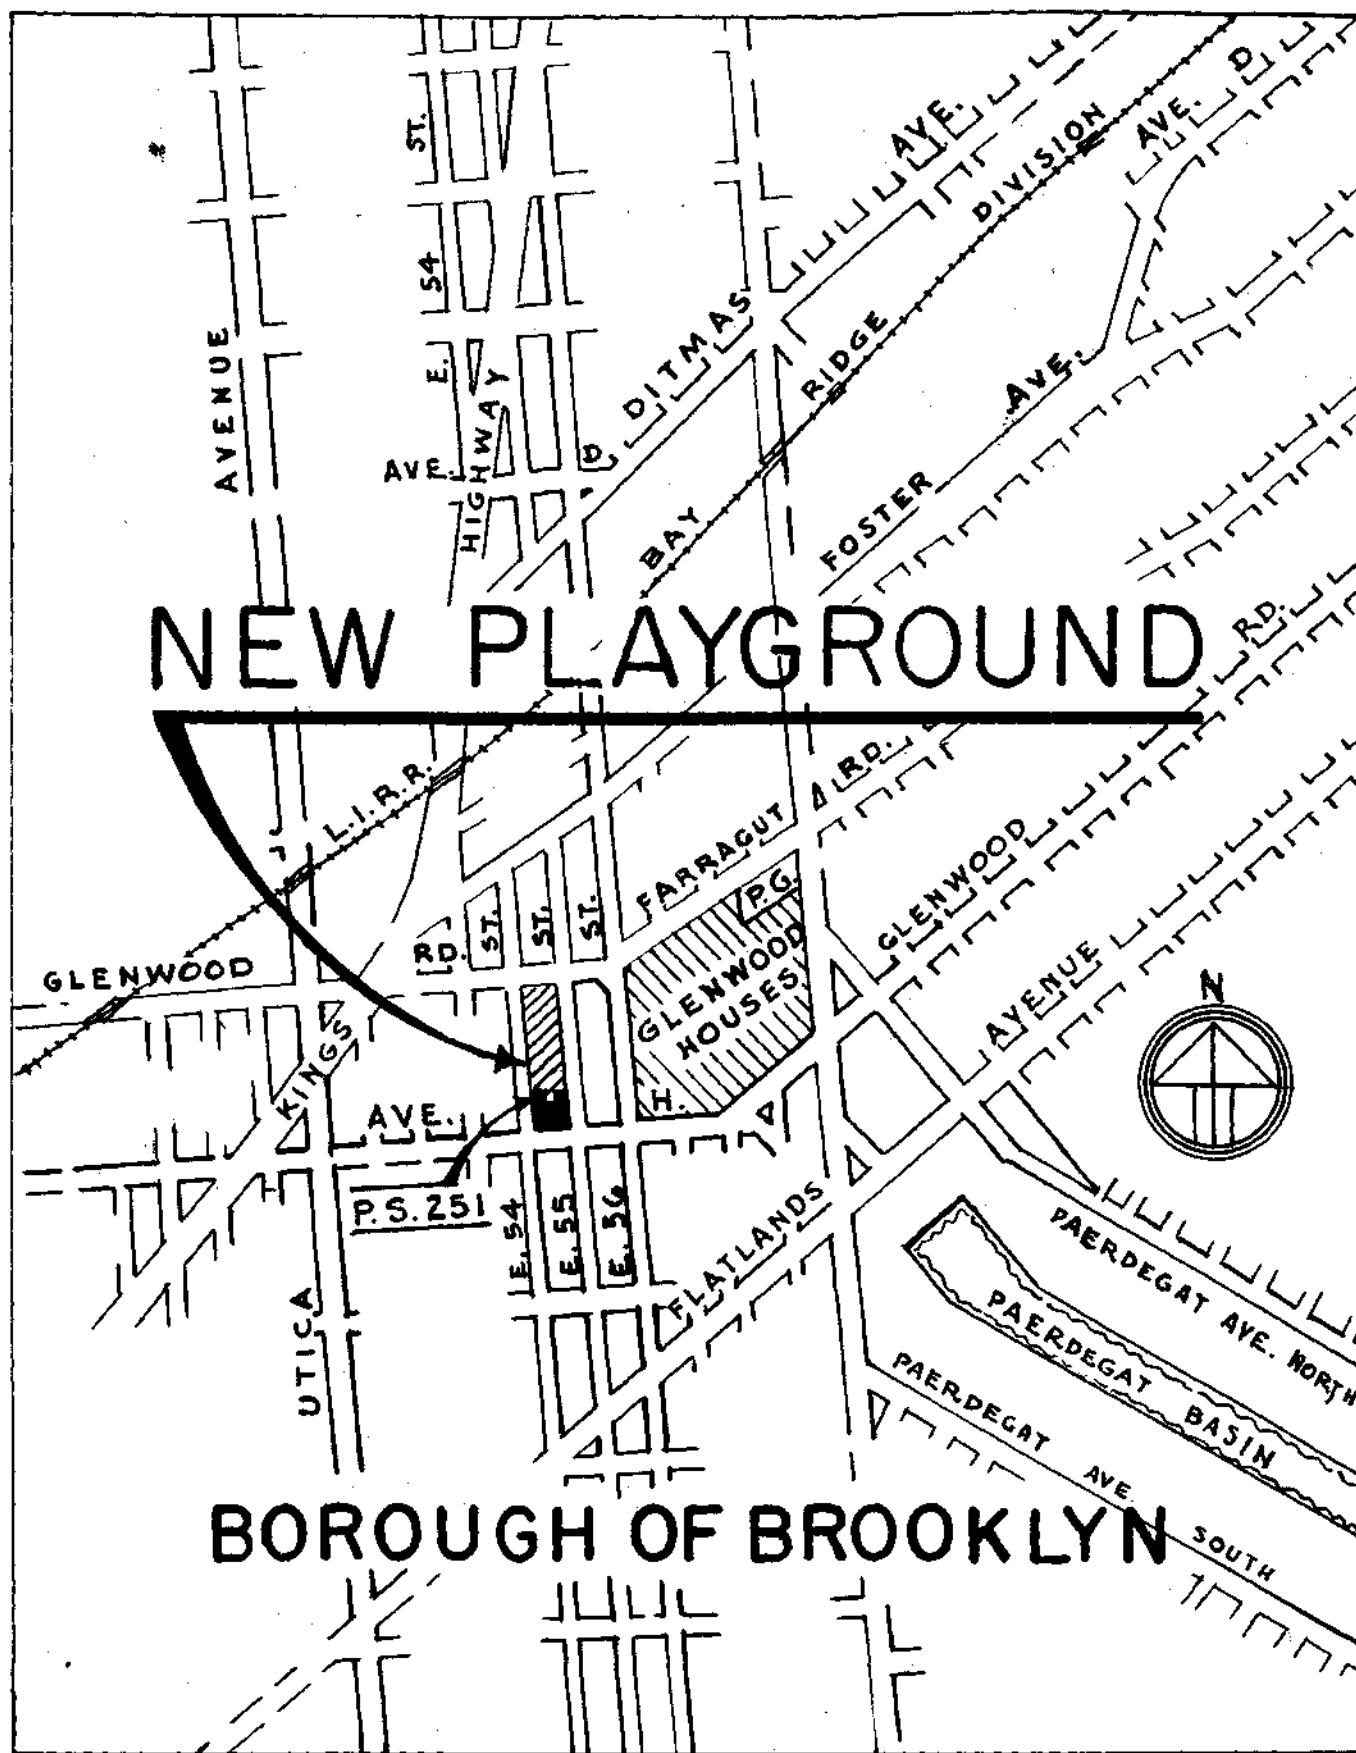 AVE. D
ST.
AVE.
DIVISION
54
E.
AVENUE
HIGHWAY
DITMAS
RIDGE
AVE.
AVE.
D
BAY
FOSTER
RD.
NEW PLAYGROUND
L.I.R.R.
RD.
FARRAGUT
GLENWOOD
P.G.
ST.
ST.
ST.
RD.
GLENWOOD
GLENWOOD
HOUSES
AVENUE
N
KINGS
AVE.
H.
P.S. 251
E. 54
E. 55
E. 56
FLATLANDS
UTICA
PAERDEGAT AVE. NORTH
PAERDEGAT BASIN
PAERDEGAT AVE SOUTH
BOROUGH OF BROOKLYN